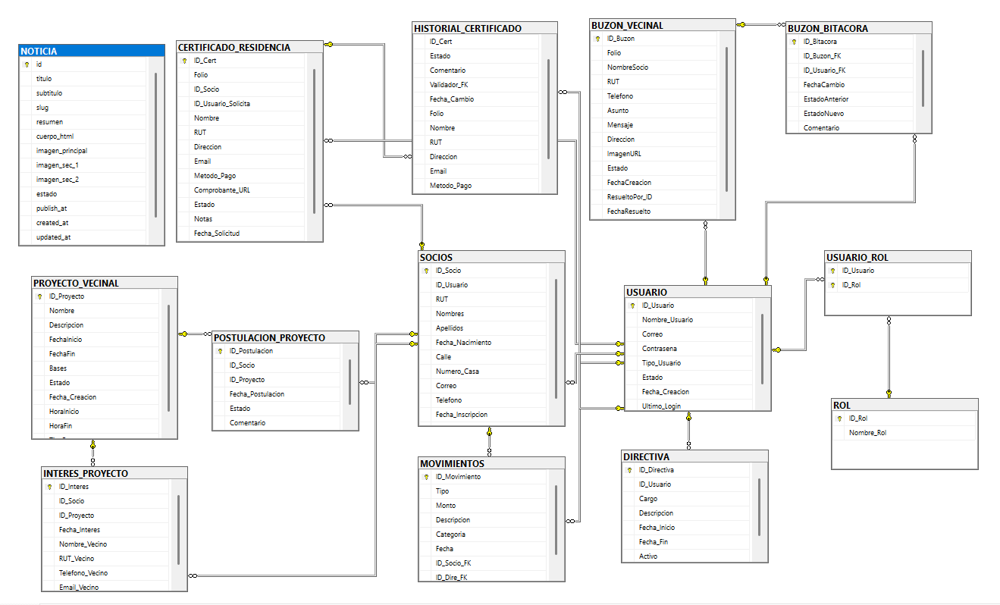 NOTICIA
id
titulo
subtitulo
slug
resumen
cuerpo_html
imagen_principal
imagen_sec_1
imagen_sec_2
estado
publish_at
created_at
updated_at
CERTIFICADO_RESIDENCIA
ID_Cert
Folio
ID_Socio
ID_Usuario_Solicita
Nombre
RUT
Direccion
Email
Metodo_Pago
Comprobante_URL
Estado
Notas
Fecha_Solicitud
HISTORIAL_CERTIFICADO
ID_Cert
Estado
Comentario
Validador_FK
Fecha_Cambio
Folio
Nombre
RUT
Direccion
Email
Metodo_Pago
BUZON_VECINAL
ID_Buzon
Folio
NombreSocio
RUT
Telefono
Asunto
Mensaje
Direccion
ImagenURL
Estado
FechaCreacion
ResueltoPor_ID
FechaResuelto
BUZON_BITACORA
ID_Bitacora
ID_Buzon_FK
ID_Usuario_FK
FechaCambio
EstadoAnterior
EstadoNuevo
Comentario
PROYECTO_VECINAL
ID_Proyecto
Nombre
Descripcion
FechaInicio
FechaFin
Bases
Estado
Fecha_Creacion
HoraInicio
HoraFin
POSTULACION_PROYECTO
ID_Postulacion
ID_Socio
ID_Proyecto
Fecha_Postulacion
Estado
Comentario
SOCIOS
ID_Socio
ID_Usuario
RUT
Nombres
Apellidos
Fecha_Nacimiento
Calle
Numero_Casa
Correo
Telefono
Fecha_Inscripcion
USUARIO
ID_Usuario
Nombre_Usuario
Correo
Contrasena
Tipo_Usuario
Estado
Fecha_Creacion
Ultimo_Login
USUARIO_ROL
ID_Usuario
ID_Rol
ROL
ID_Rol
Nombre_Rol
INTERES_PROYECTO
ID_Interes
ID_Socio
ID_Proyecto
Fecha_Interes
Nombre_Vecino
RUT_Vecino
Telefono_Vecino
Email_Vecino
MOVIMIENTOS
ID_Movimiento
Tipo
Monto
Descripcion
Categoria
Fecha
ID_Socio_FK
ID_Dire_FK
DIRECTIVA
ID_Directiva
ID_Usuario
Cargo
Descripcion
Fecha_Inicio
Fecha_Fin
Activo